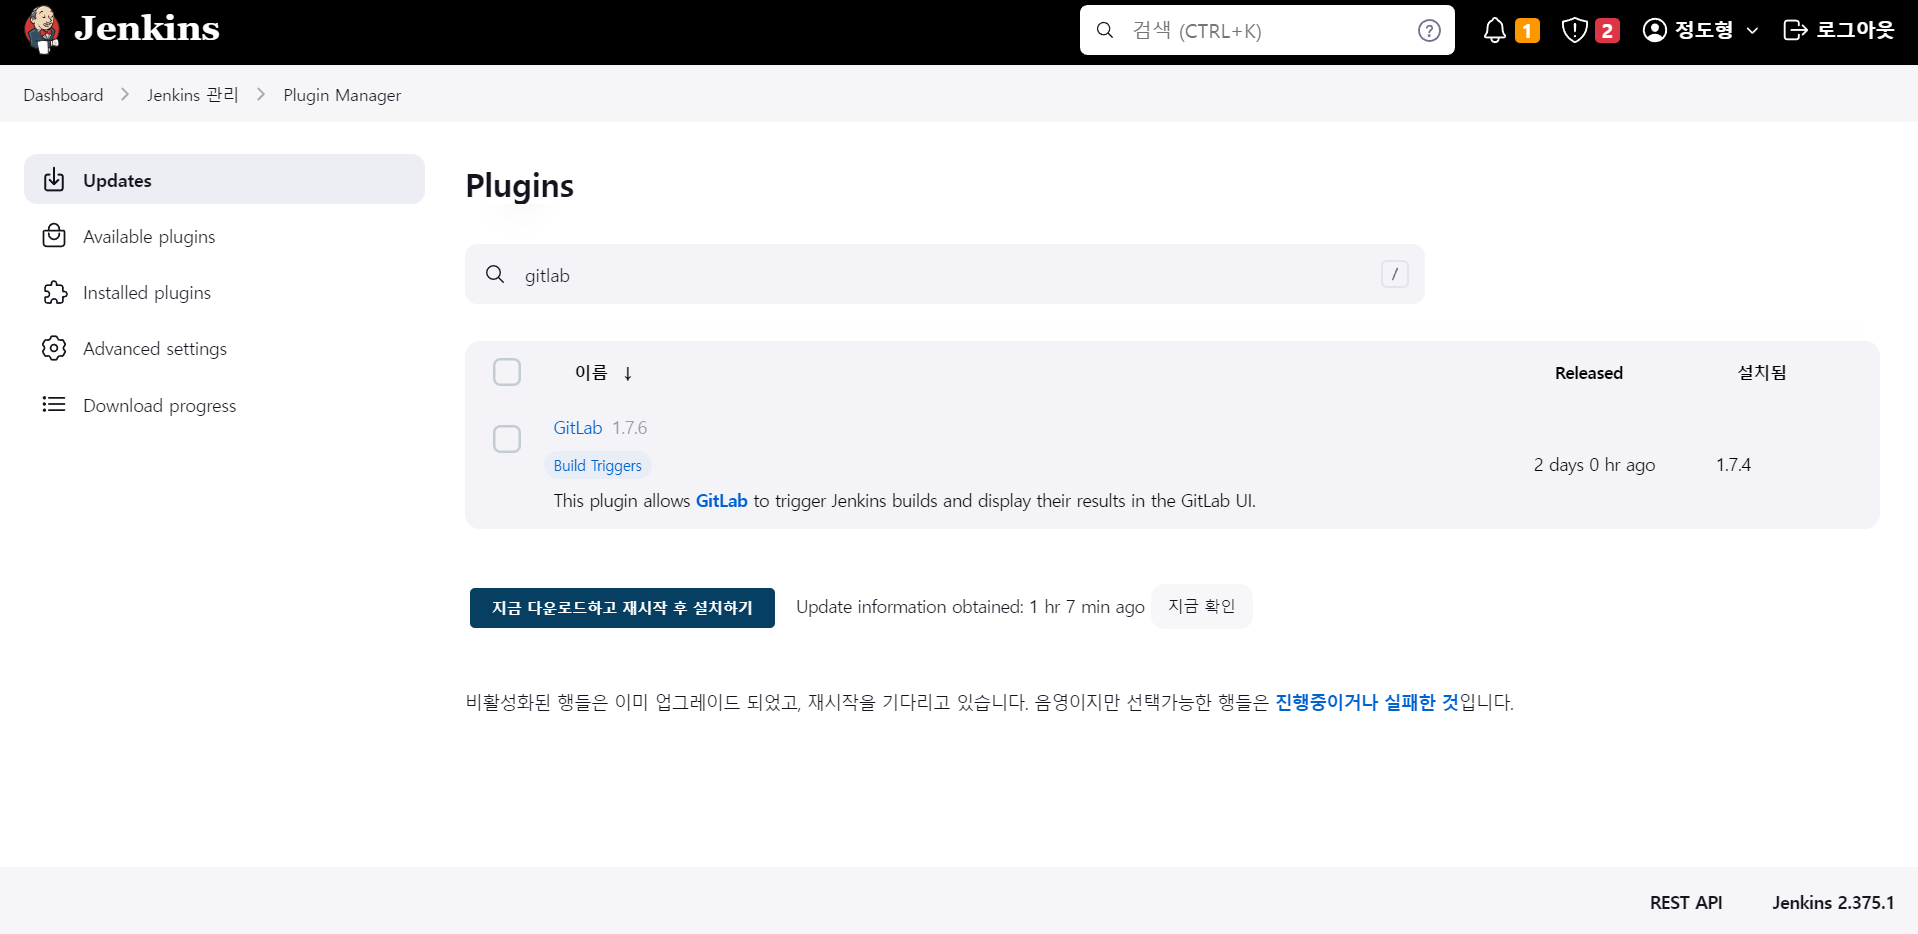 Jenkins
검색 (CTRL+K)
?
1
2
정도형
로그아웃
Dashboard
Jenkins 관리
Plugin Manager
Updates
Available plugins
Installed plugins
Advanced settings
Download progress
Plugins
gitlab
/
이름 ↓
Released
설치됨
GitLab 1.7.6
Build Triggers
2 days 0 hr ago
1.7.4
This plugin allows GitLab to trigger Jenkins builds and display their results in the GitLab UI.
지금 다운로드하고 재시작 후 설치하기
Update information obtained: 1 hr 7 min ago
지금 확인
비활성화된 행들은 이미 업그레이드 되었고, 재시작을 기다리고 있습니다. 음영이지만 선택가능한 행들은 진행중이거나 실패한 것입니다.
REST API
Jenkins 2.375.1